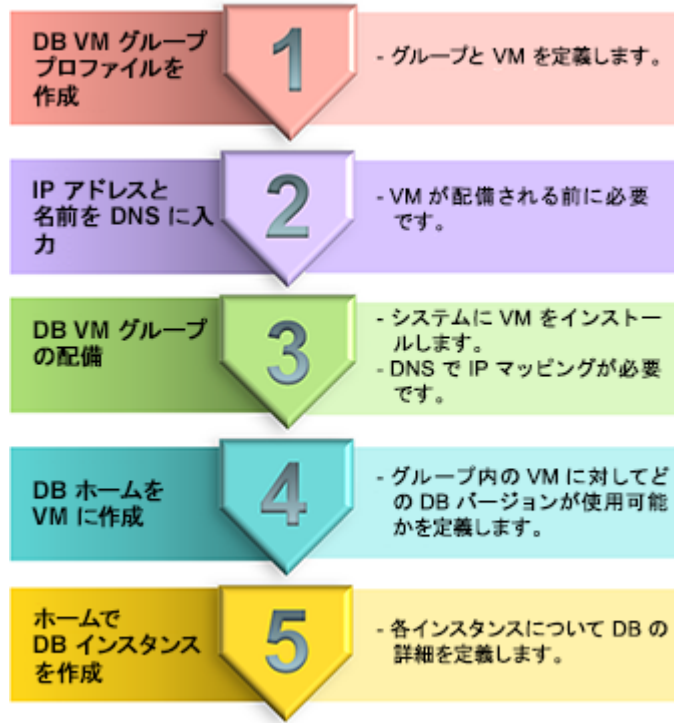 DB VM グループ
プロファイルを
作成
1
- グループと VM を定義します。
IP アドレスと
名前を DNS に入
力
2
- VM が配備される前に必要
です。
DB VM グループ
の配備
3
- システムに VM をインストー
ルします。
- DNS で IP マッピングが必要
です。
DB ホームを
VM に作成
4
- グループ内の VM に対してど
の DB バージョンが使用可能
かを定義します。
ホームで
DB インスタンス
を作成
5
- 各インスタンスについて DB の
詳細を定義します。